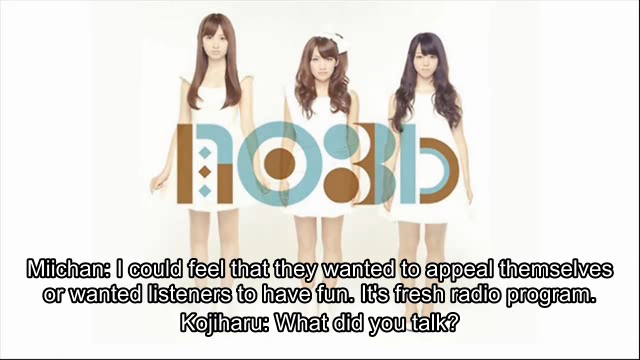 no3b
Miichan: I could feel that they wanted to appeal themselves
or wanted listeners to have fun. It's fresh radio program.
Kojiharu: What did you talk?